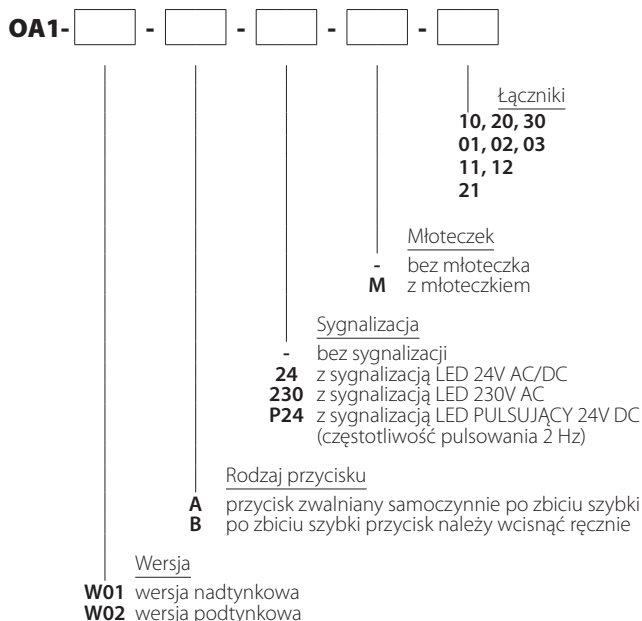 OA1- - - - -
Łączniki
10, 20, 30
01, 02, 03
11, 12
21
Młoteczek
- bez młoteczka
M z młoteczkiem
Sygnalizacja
- bez sygnalizacji
24 z sygnalizacją LED 24V AC/DC
230 z sygnalizacją LED 230V AC
P24 z sygnalizacją LED PULSUJĄCY 24V DC
(częstotliwość pulsowania 2 Hz)
Rodzaj przycisku
A przycisk zwalniany samoczynnie po zbiciu szybki
B po zbiciu szybki przycisk należy wcisnąć ręcznie
Wersja
W01 wersja nadtynkowa
W02 wersja podtynkowa